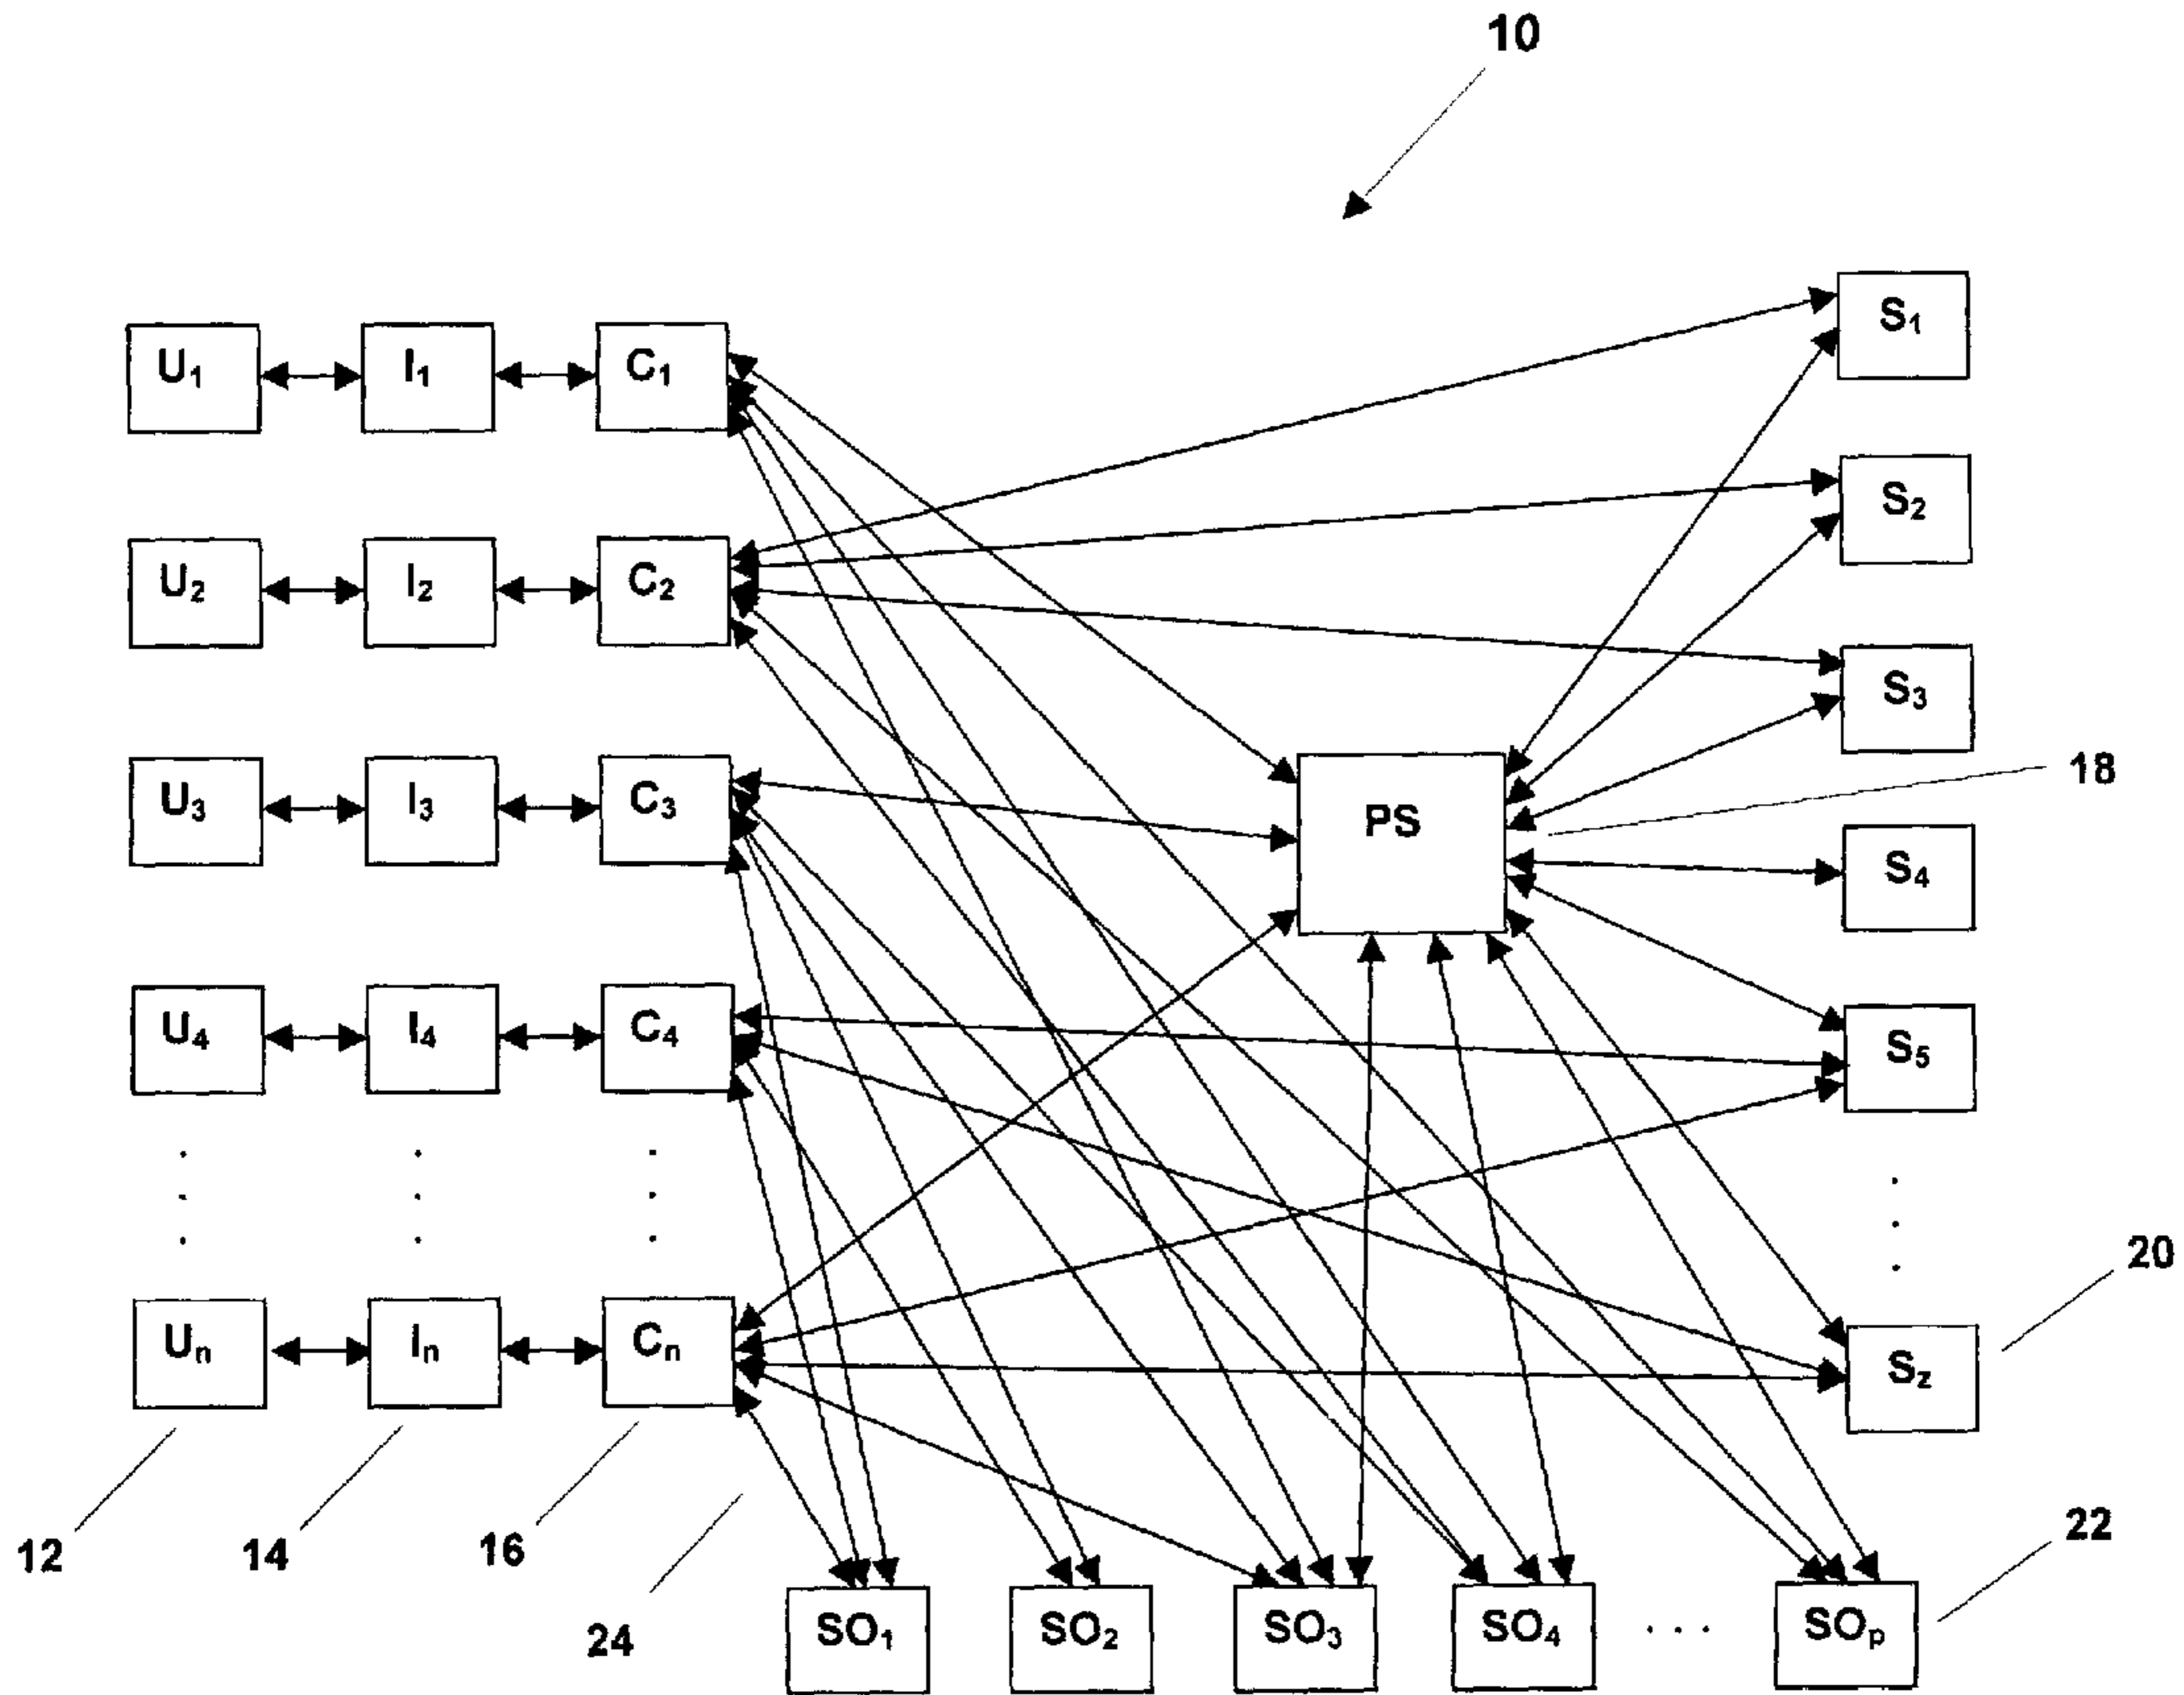 10
S₁
U₁ I₁ C₁
S₂
U₂ I₂ C₂
S₃
18
U₃ I₃ C₃ PS
S₄
U₄ I₄ C₄ S₅
. . . .
. . . .
. . . .
20
Uₙ Iₙ Cₙ S_z
12 14 16 22
24 SO₁ SO₂ SO₃ SO₄ . . . SOₚ